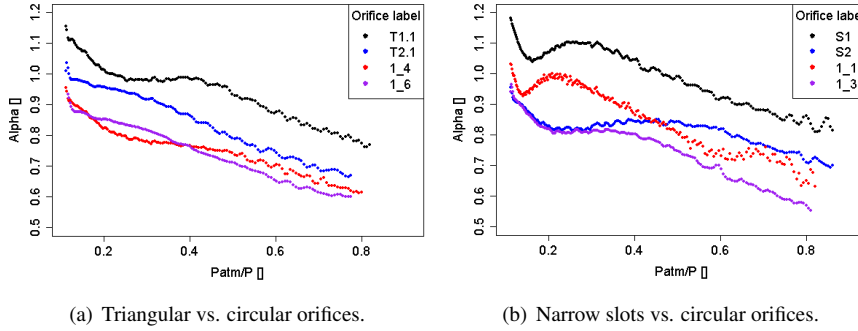 Orifice label
T1.1
T2.1
1_4
1_6
Alpha []
0.5 0.6 0.7 0.8 0.9 1.0 1.1 1.2
0.2 0.4 0.6 0.8
Patm/P []
(a) Triangular vs. circular orifices.
Orifice label
S1
S2
1_1
1_3
Alpha []
0.5 0.6 0.7 0.8 0.9 1.0 1.1 1.2
0.2 0.4 0.6 0.8
Patm/P []
(b) Narrow slots vs. circular orifices.